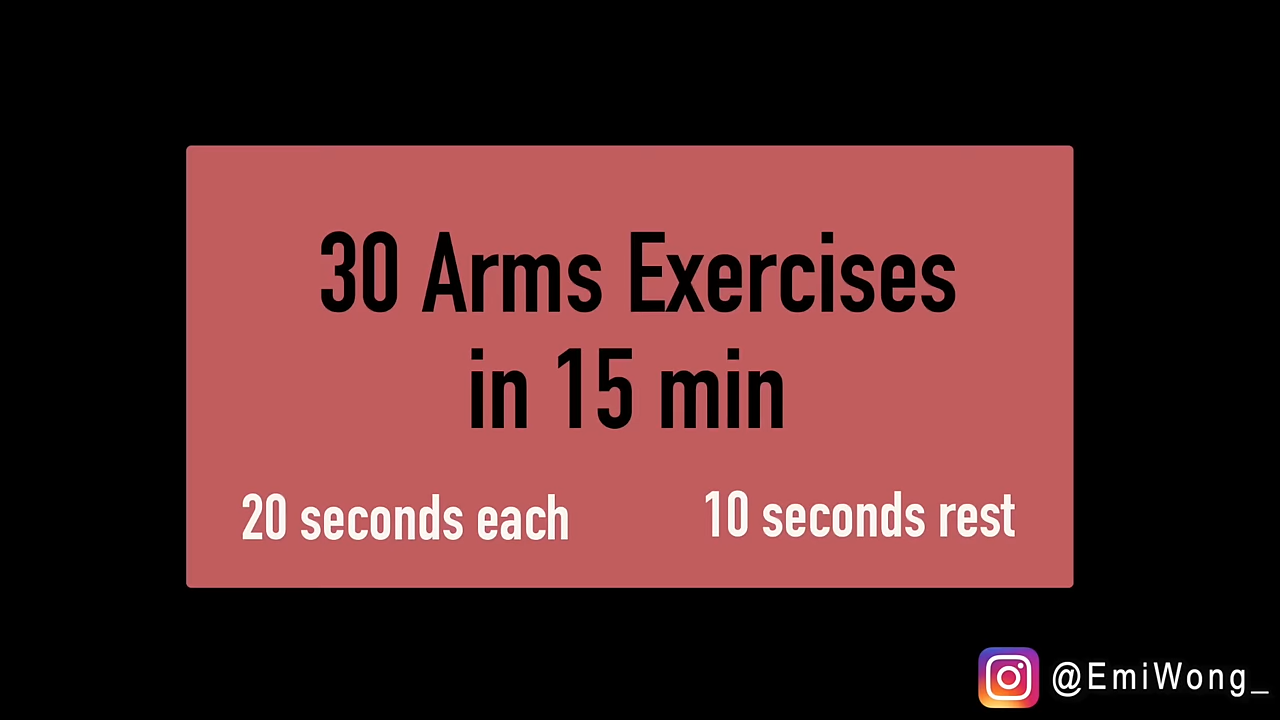 30 Arms Exercises
in 15 min
20 seconds each
10 seconds rest
@EmiWong_